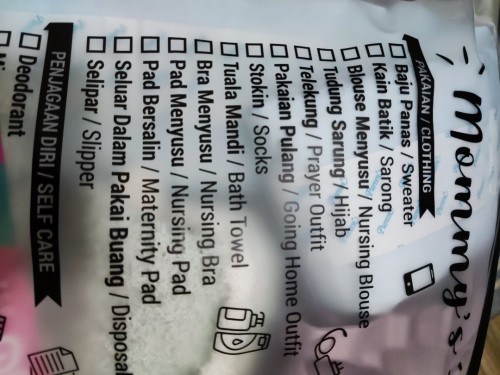 Mommy's
PAKAIAN / CLOTHING
Baju Panas / Sweater
Kain Batik / Sarong
Blouse Menyusu / Nursing Blouse
Tudung Sarung / Hijab
Telekung / Prayer Outfit
Pakaian Pulang / Going Home Outfit
Stokin / Socks
Tuala Mandi / Bath Towel
Bra Menyusu / Nursing Bra
Pad Menyusu / Nursing Pad
Pad Bersalin / Maternity Pad
Seluar Dalam Pakai Buang / Disposal
Selipar / Slipper
PENJAGAAN DIRI / SELF CARE
Deodorant